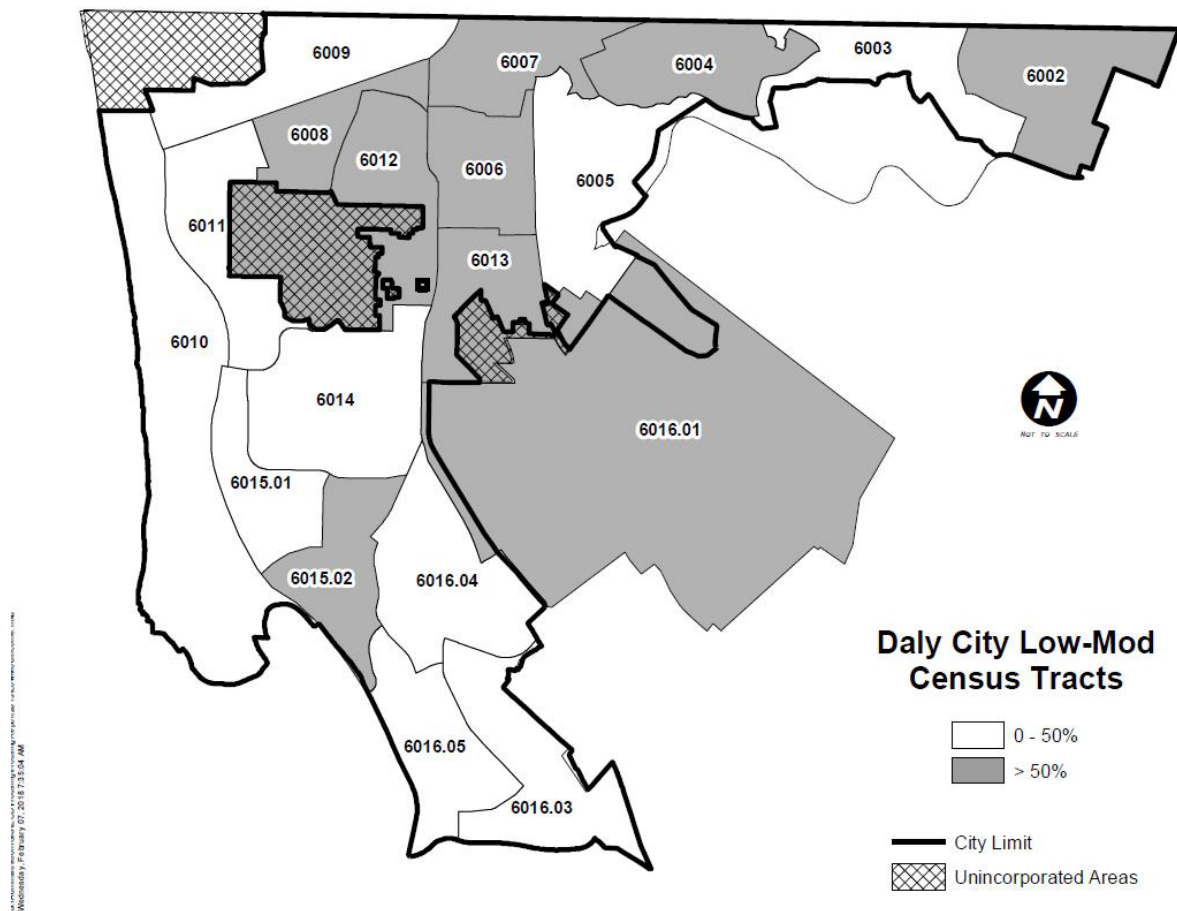 6009
6007
6004
6003
6002
6008
6012
6006
6005
6011
6013
6010
6014
6016.01
6015.01
6015.02
6016.04
6016.05
6016.03
N
NOT TO SCALE
Daly City Low-Mod
Census Tracts
0 - 50%
> 50%
City Limit
Unincorporated Areas
Wednesday, February 07, 2018 7:35:04 AM